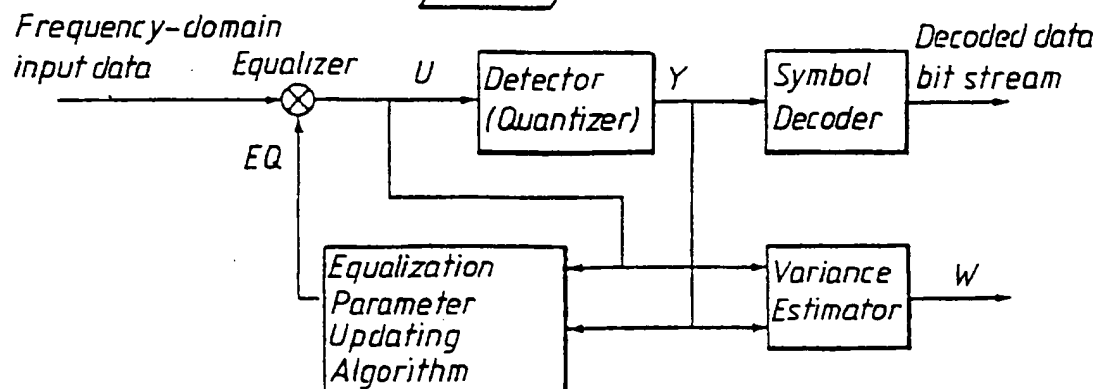 Frequency-domain
input data
Equalizer
U
Detector
(Quantizer)
Y
Symbol
Decoder
Decoded data
bit stream
EQ
Equalization
Parameter
Updating
Algorithm
Variance
Estimator
W